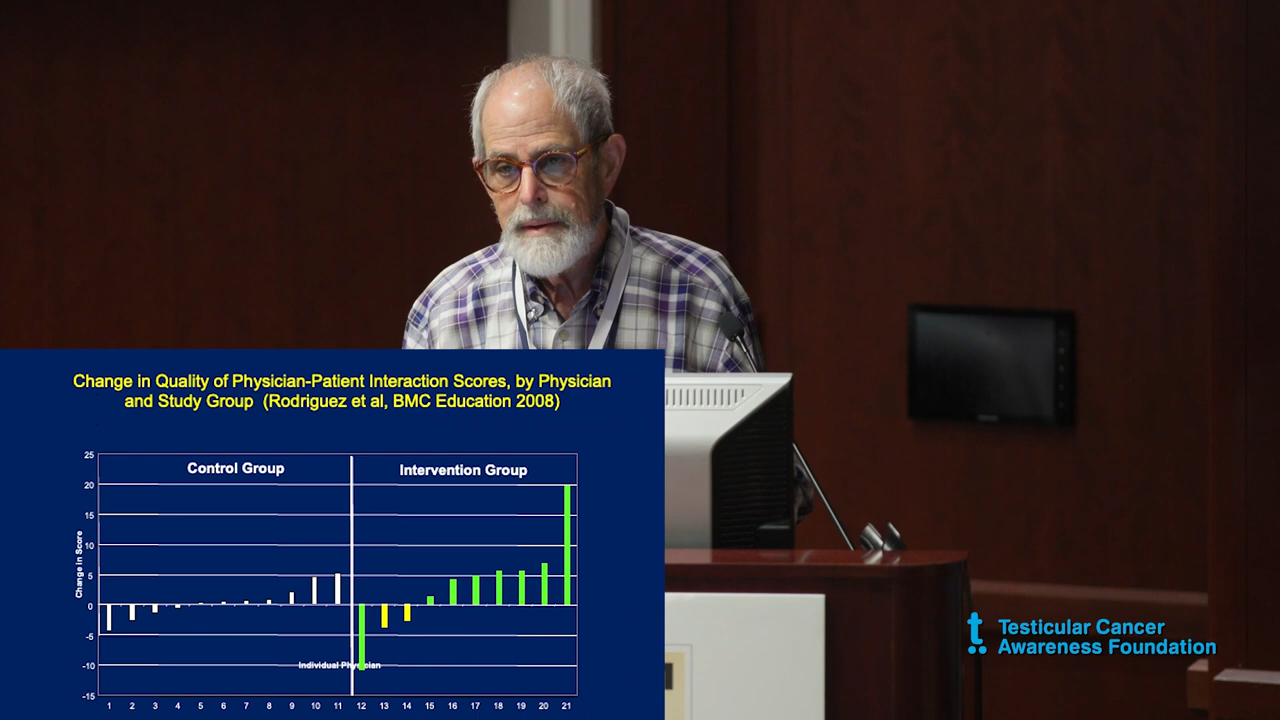 Change in Quality of Physician-Patient Interaction Scores, by Physician
and Study Group (Rodriguez et al, BMC Education 2008)
Control Group
Intervention Group
Change in Score
25
20
15
10
5
0
-5
-10
-15
Individual Physician
1 2 3 4 5 6 7 8 9 10 11 12 13 14 15 16 17 18 19 20 21
t
Testicular Cancer
Awareness Foundation